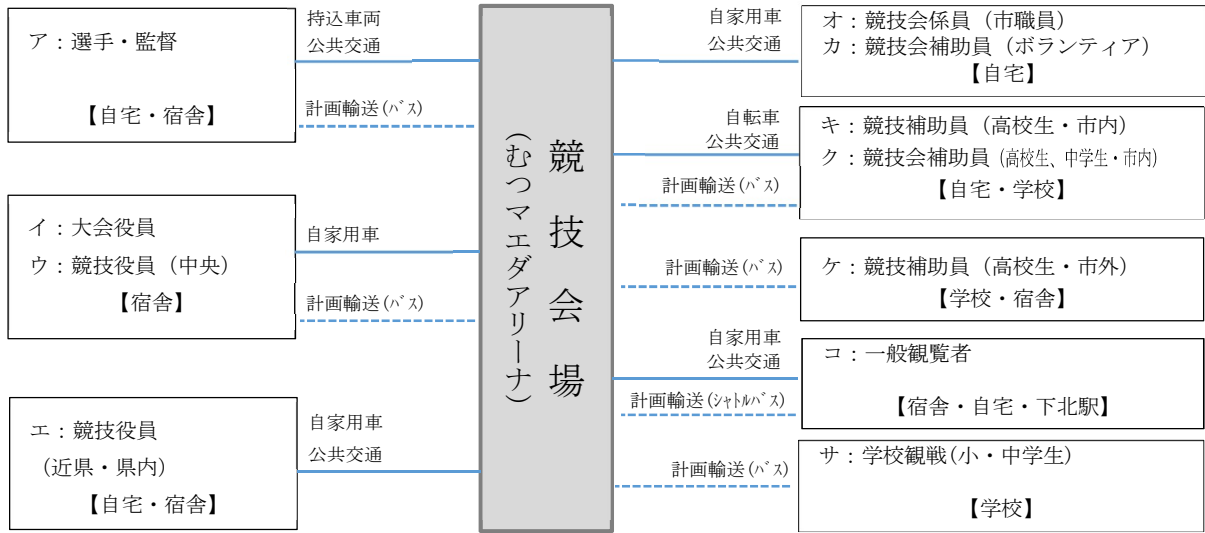 ア：選手・監督
【自宅・宿舎】
持込車両
公共交通
計画輸送(ﾊﾞｽ)
イ：大会役員
ウ：競技役員（中央）
【宿舎】
自家用車
計画輸送(ﾊﾞｽ)
エ：競技役員
（近県・県内）
【自宅・宿舎】
自家用車
公共交通
競技会場
（むつマエダアリーナ）
自家用車
公共交通
オ：競技会係員（市職員）
カ：競技会補助員（ボランティア）
【自宅】
自転車
公共交通
計画輸送(ﾊﾞｽ)
キ：競技補助員（高校生・市内）
ク：競技会補助員（高校生、中学生・市内）
【自宅・学校】
計画輸送(ﾊﾞｽ)
ケ：競技補助員（高校生・市外）
【学校・宿舎】
自家用車
公共交通
計画輸送(ｼｬﾄﾙﾊﾞｽ)
コ：一般観覧者
【宿舎・自宅・下北駅】
計画輸送(ﾊﾞｽ)
サ：学校観戦(小・中学生)
【学校】